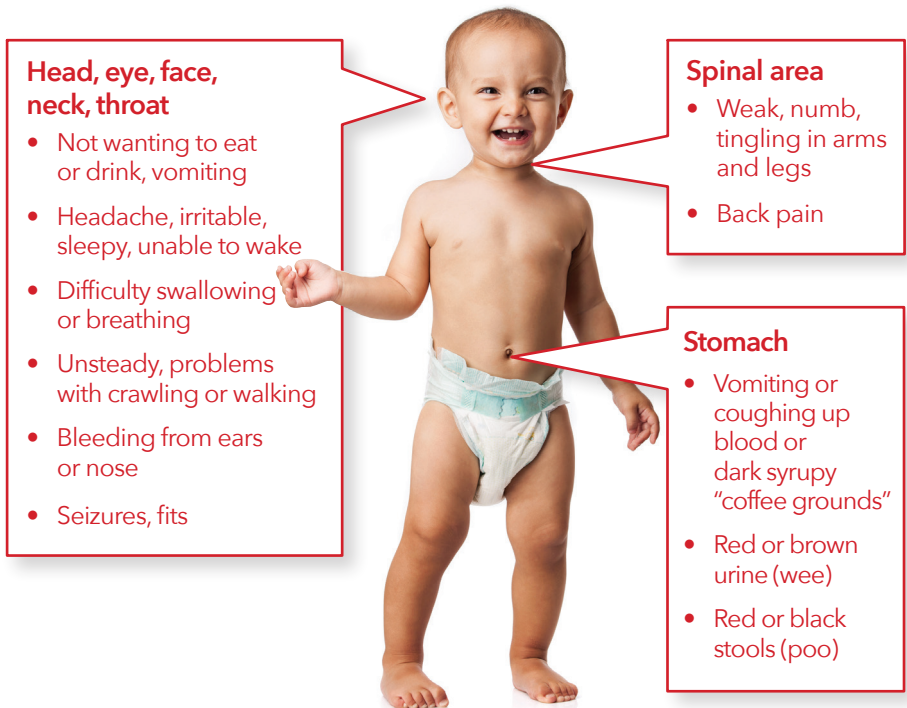 Head, eye, face,
neck, throat
• Not wanting to eat
or drink, vomiting
• Headache, irritable,
sleepy, unable to wake
• Difficulty swallowing
or breathing
• Unsteady, problems
with crawling or walking
• Bleeding from ears
or nose
• Seizures, fits
Spinal area
• Weak, numb,
tingling in arms
and legs
• Back pain
Stomach
• Vomiting or
coughing up
blood or
dark syrupy
“coffee grounds”
• Red or brown
urine (wee)
• Red or black
stools (poo)